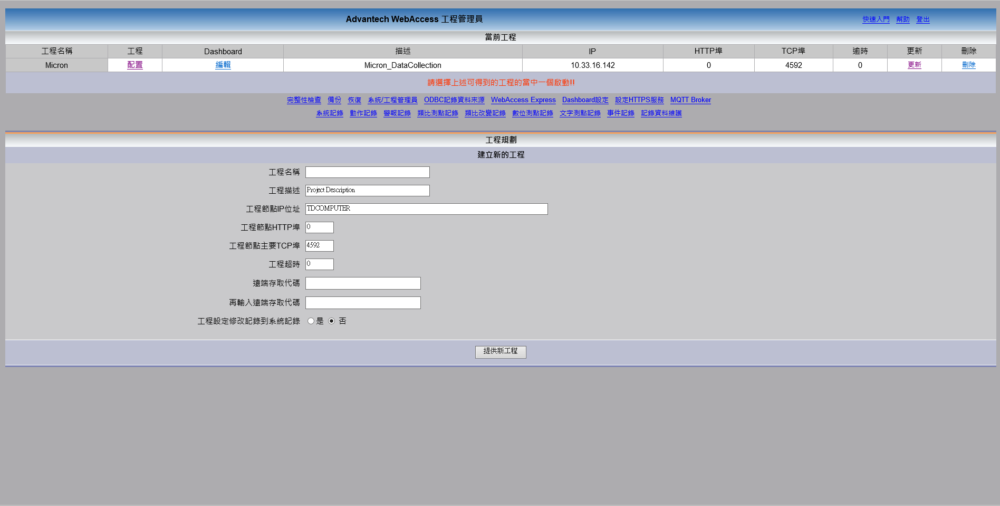 Advantech WebAccess 工程管理員 快速入門 幫助 登出
當前工程
工程名稱 工程 Dashboard 描述 IP HTTP埠 TCP埠 逾時 更新 刪除
Micron 配置 編輯 Micron_DataCollection 10.33.16.142 0 4592 0 更新 刪除
請選擇上述可得到的工程的當中一個啟動!!
完整性檢查 備份 恢復 系統/工程管理員 ODBC記錄資料來源 WebAccess Express Dashboard設定 設定HTTPS服務 MQTT Broker
系統記錄 動作記錄 警報記錄 類比測點記錄 類比改變記錄 數位測點記錄 文字測點記錄 事件記錄 記錄資料維護
工程規劃
建立新的工程
工程名稱
工程描述 Project Description
工程節點IP位址 TDCOMPUTER
工程節點HTTP埠 0
工程節點主要TCP埠 4592
工程超時 0
遠端存取代碼
再輸入遠端存取代碼
工程設定修改記錄到系統記錄 是 否
提供新工程